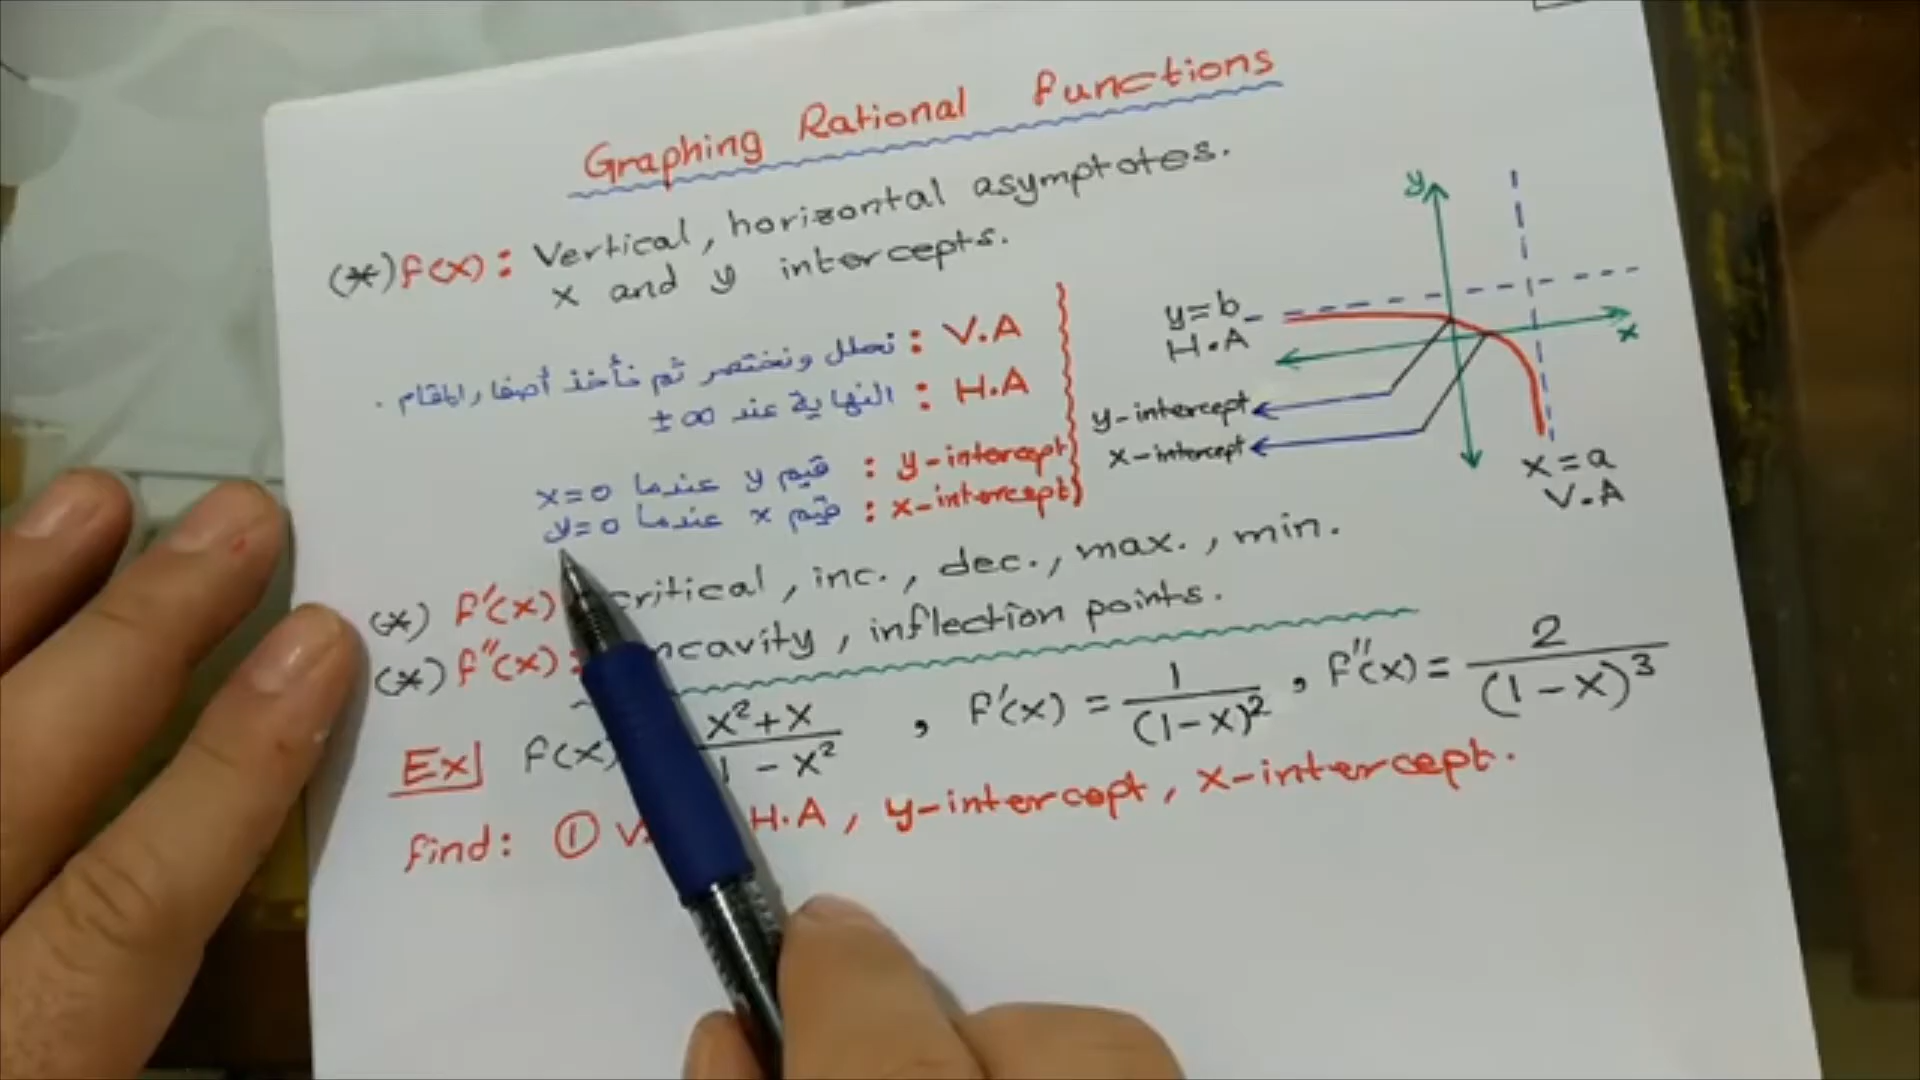 Graphing Rational functions
(*) f(x) : Vertical, horizontal asymptotes.
x and y intercepts.
V.A : نحلل ونختصر ثم نأخذ أصفار المقام .
H.A : النهاية عند ±∞
y-intercept : قيم y عندما x=0
x-intercept : قيم x عندما y=0
y
x
y=b
H.A
y-intercept
x-intercept
x=a
V.A
(*) f'(x) critical, inc., dec., max., min.
(*) f''(x) : ncavity, inflection points.
Ex f(x) x²+x / 1-x² , f'(x) = 1 / (1-x)² , f''(x) = 2 / (1-x)³
find: ① V. H.A, y-intercept, x-intercept.